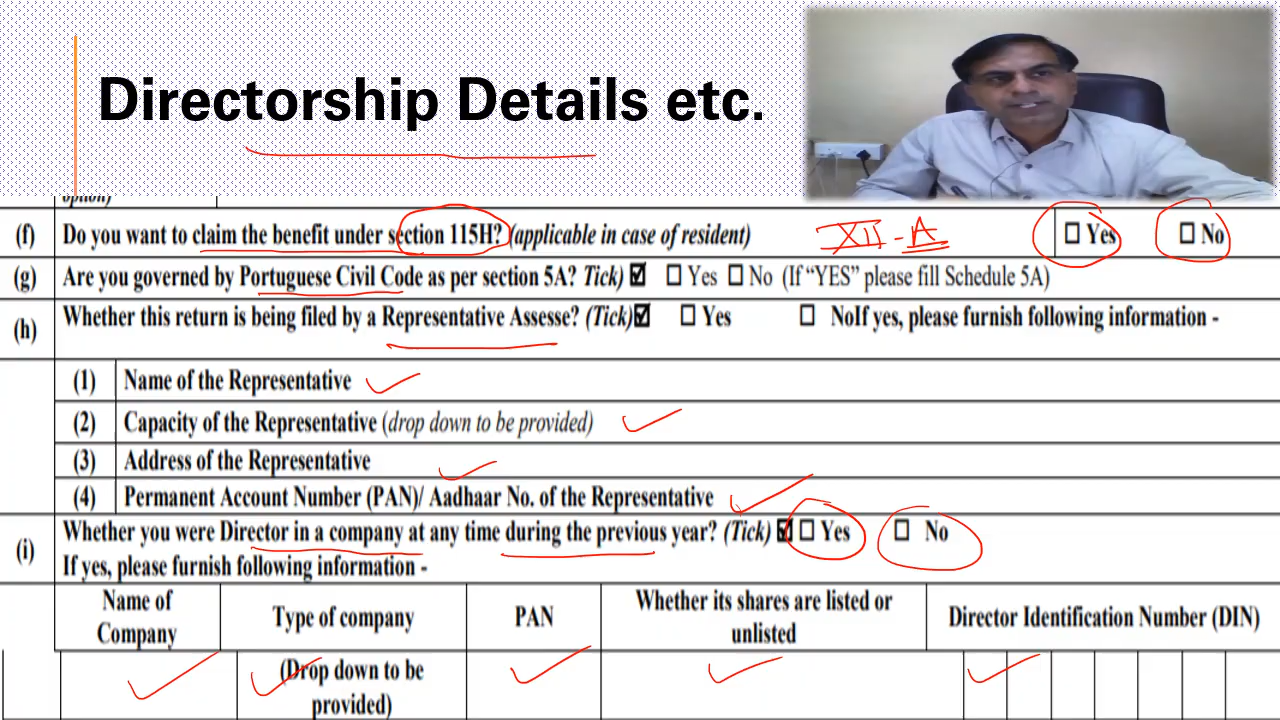 Directorship Details etc.
option)
(f) Do you want to claim the benefit under section 115H? (applicable in case of resident) XII - A ☐ Yes ☐ No
(g) Are you governed by Portuguese Civil Code as per section 5A? Tick) ☑ ☐ Yes ☐ No (If “YES” please fill Schedule 5A)
(h) Whether this return is being filed by a Representative Assesse? (Tick) ☑ ☐ Yes ☐ NoIf yes, please furnish following information -
(1) Name of the Representative
(2) Capacity of the Representative (drop down to be provided)
(3) Address of the Representative
(4) Permanent Account Number (PAN)/ Aadhaar No. of the Representative
(i) Whether you were Director in a company at any time during the previous year? (Tick) ☑ ☐ Yes ☐ No
If yes, please furnish following information -
Name of Company Type of company PAN Whether its shares are listed or unlisted Director Identification Number (DIN)
(Drop down to be
provided)